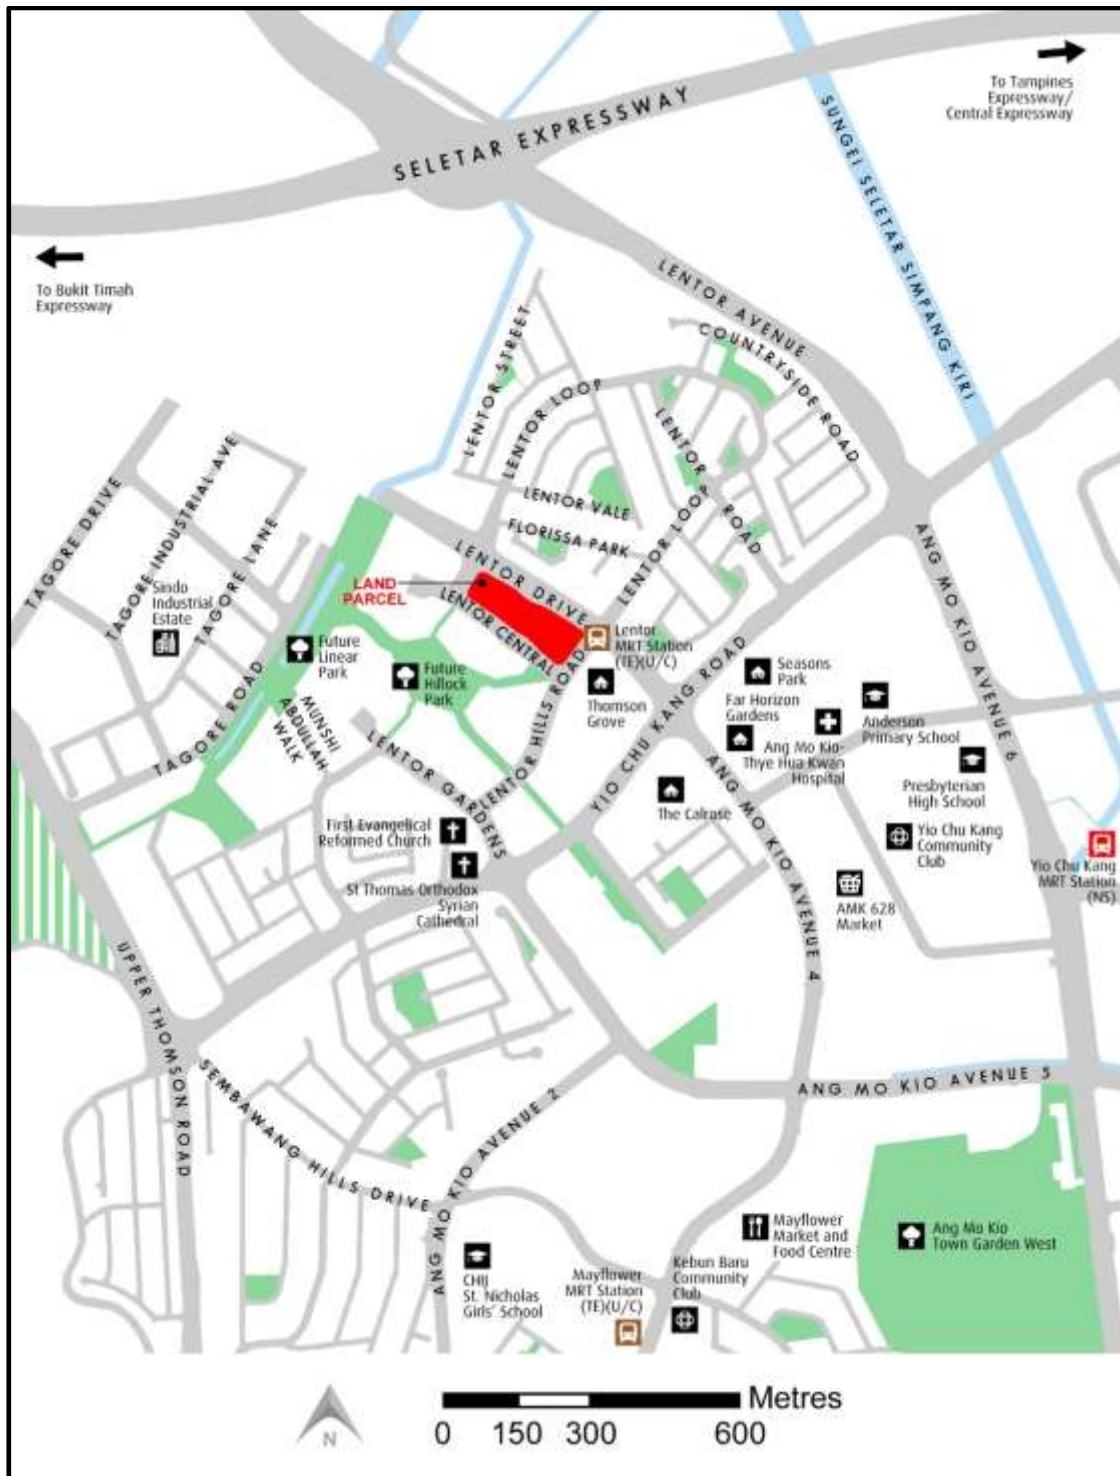 To Tampines
Expressway/
Central Expressway
SELETAR EXPRESSWAY
SUNGEI SELETAR SIMPANG KIRI
To Bukit Timah
Expressway
LENTOR AVENUE
COUNTRYSIDE ROAD
LENTOR STREET
LENTOR LOOP
LENTOR ROAD
LENTOR VALE
FLORISSA PARK
LENTOR LOOP
TAGORE DRIVE
TAGORE INDUSTRIAL AVE
TAGORE LANE
Sindo
Industrial
Estate
LAND
PARCEL
LENTOR DRIVE
LENTOR CENTRAL
LENTOR HILLS ROAD
Lentor
MRT Station
(TE)(U/C)
Thomson
Grove
Future
Linear
Park
Future
Hillock
Park
TAGORE ROAD
MUNSHI
ABDULLAH
WALK
LENTOR GARDENS
YIO CHU KANG ROAD
ANG MO KIO AVENUE 6
Seasons
Park
Far Horizon
Gardens
Ang Mo Kio-
Thye Hua Kwan
Hospital
Anderson
Primary School
Presbyterian
High School
The Calrose
ANG MO KIO AVENUE 4
Yio Chu Kang
Community
Club
Yio Chu Kang
MRT Station
(NS)
AMK 628
Market
First Evangelical
Reformed Church
St Thomas Orthodox
Syrian
Cathedral
UPPER THOMSON ROAD
SEMBAWANG HILLS DRIVE
ANG MO KIO AVENUE 2
ANG MO KIO AVENUE 5
CHIJ
St. Nicholas
Girls' School
Mayflower
MRT Station
(TE)(U/C)
Kebun Baru
Community
Club
Mayflower
Market and
Food Centre
Ang Mo Kio
Town Garden West
N
Metres
0 150 300 600